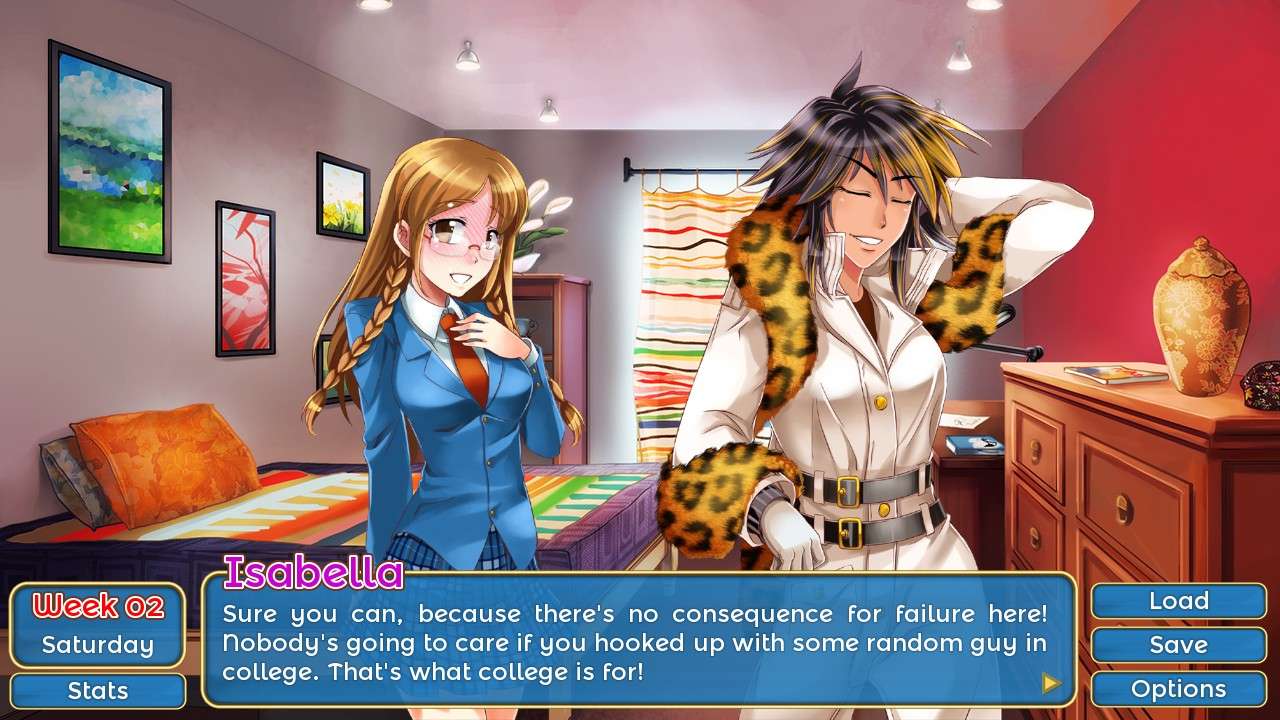 Isabella
Sure you can, because there's no consequence for failure here!
Nobody's going to care if you hooked up with some random guy in
college. That's what college is for!
Week 02
Saturday
Stats
Load
Save
Options